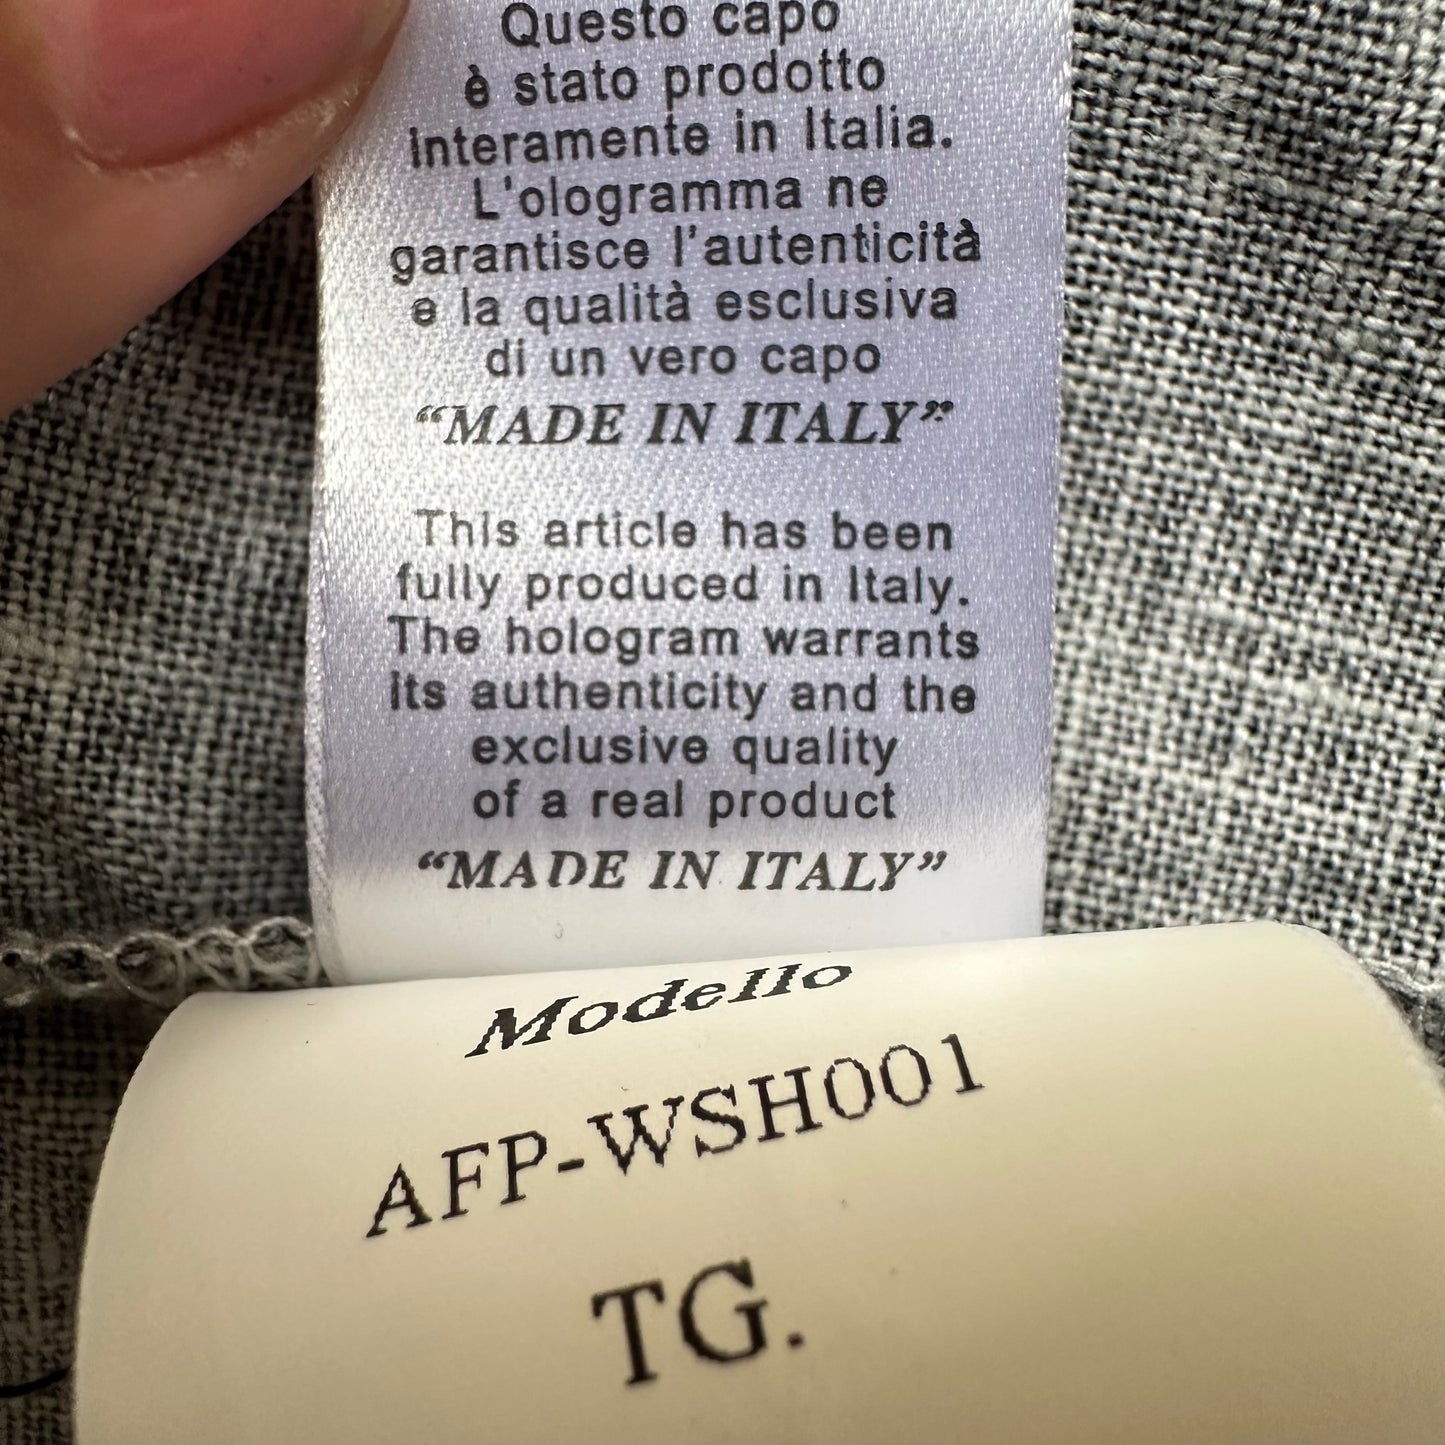 Questo capo
è stato prodotto
interamente in Italia.
L'ologramma ne
garantisce l'autenticità
e la qualità esclusiva
di un vero capo
“MADE IN ITALY”
This article has been
fully produced in Italy.
The hologram warrants
its authenticity and the
exclusive quality
of a real product
“MADE IN ITALY”
Modello
AFP-WSH001
TG.